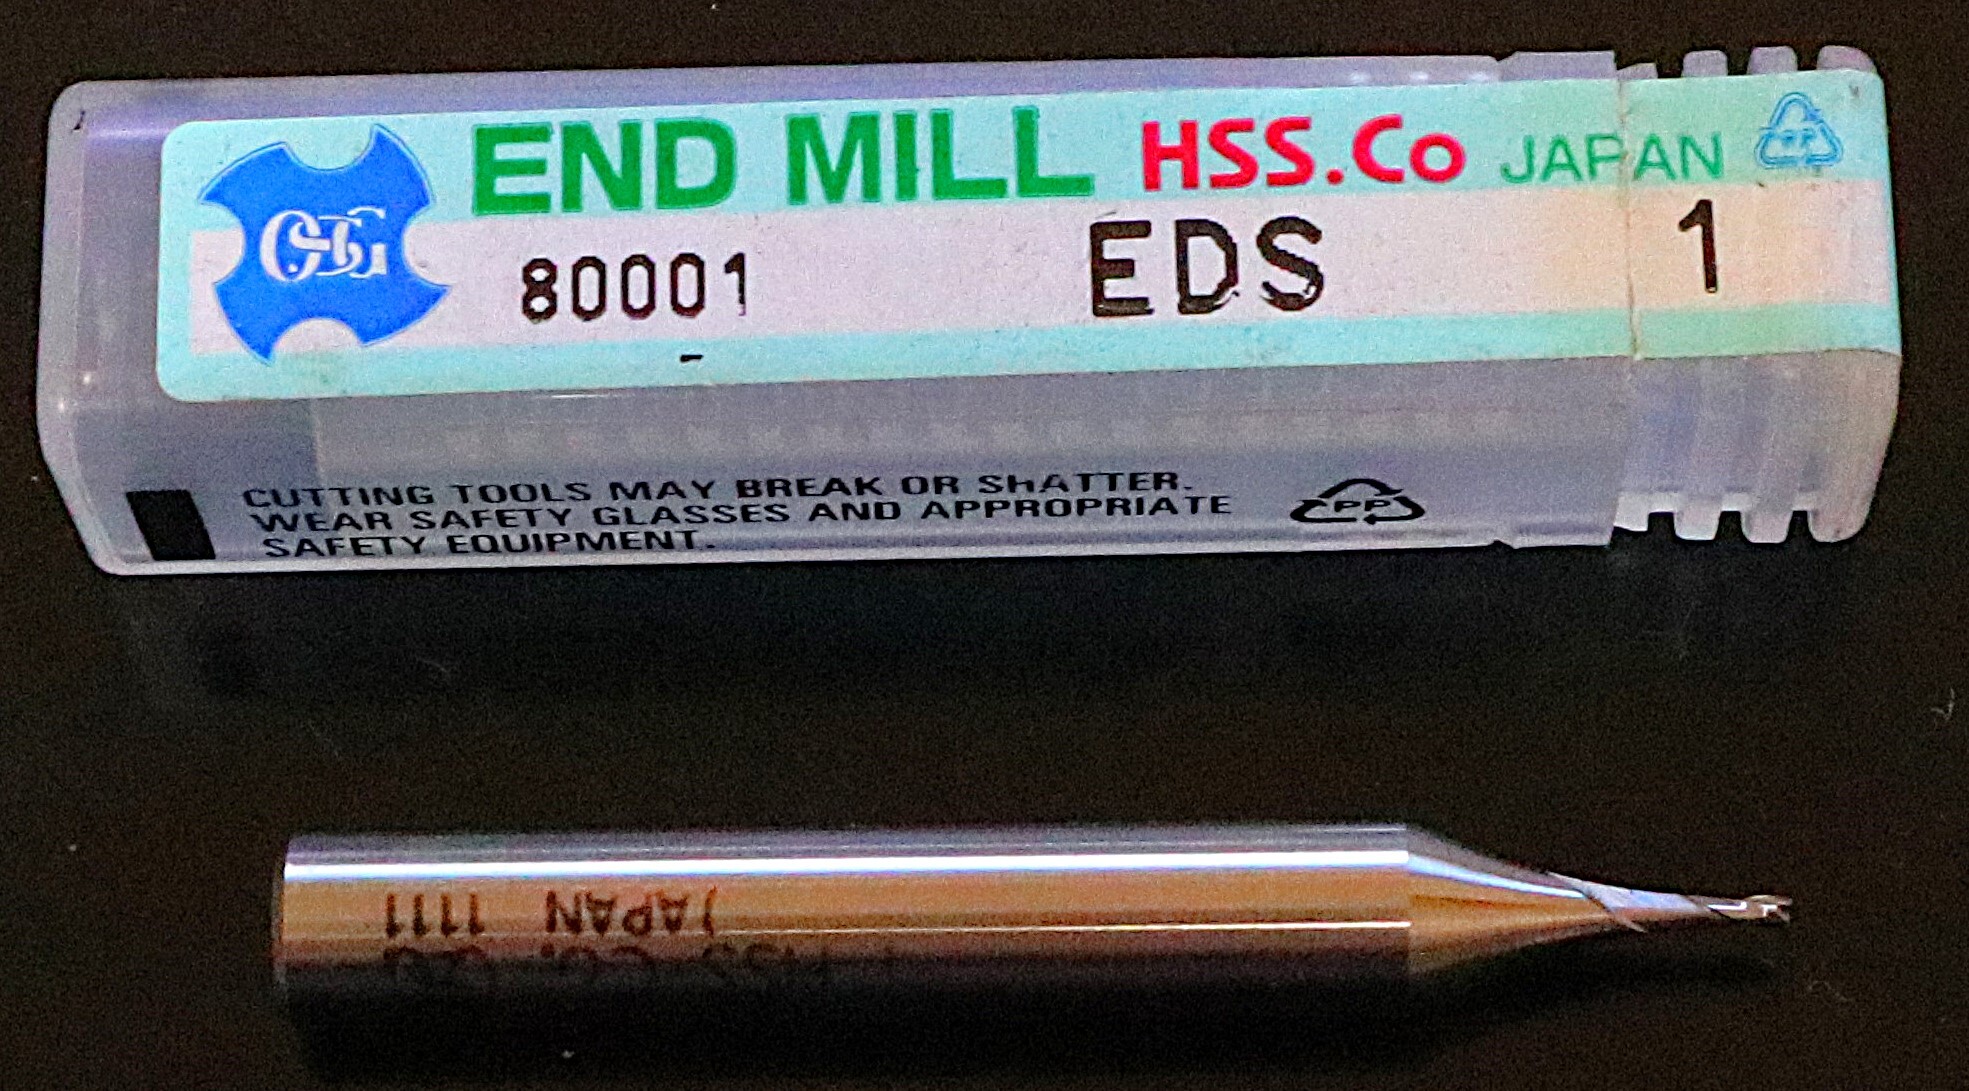 OSG
END MILL HSS.Co JAPAN PP
80001 EDS 1
-
CUTTING TOOLS MAY BREAK OR SHATTER.
WEAR SAFETY GLASSES AND APPROPRIATE
SAFETY EQUIPMENT.
PP
JAPAN 1111